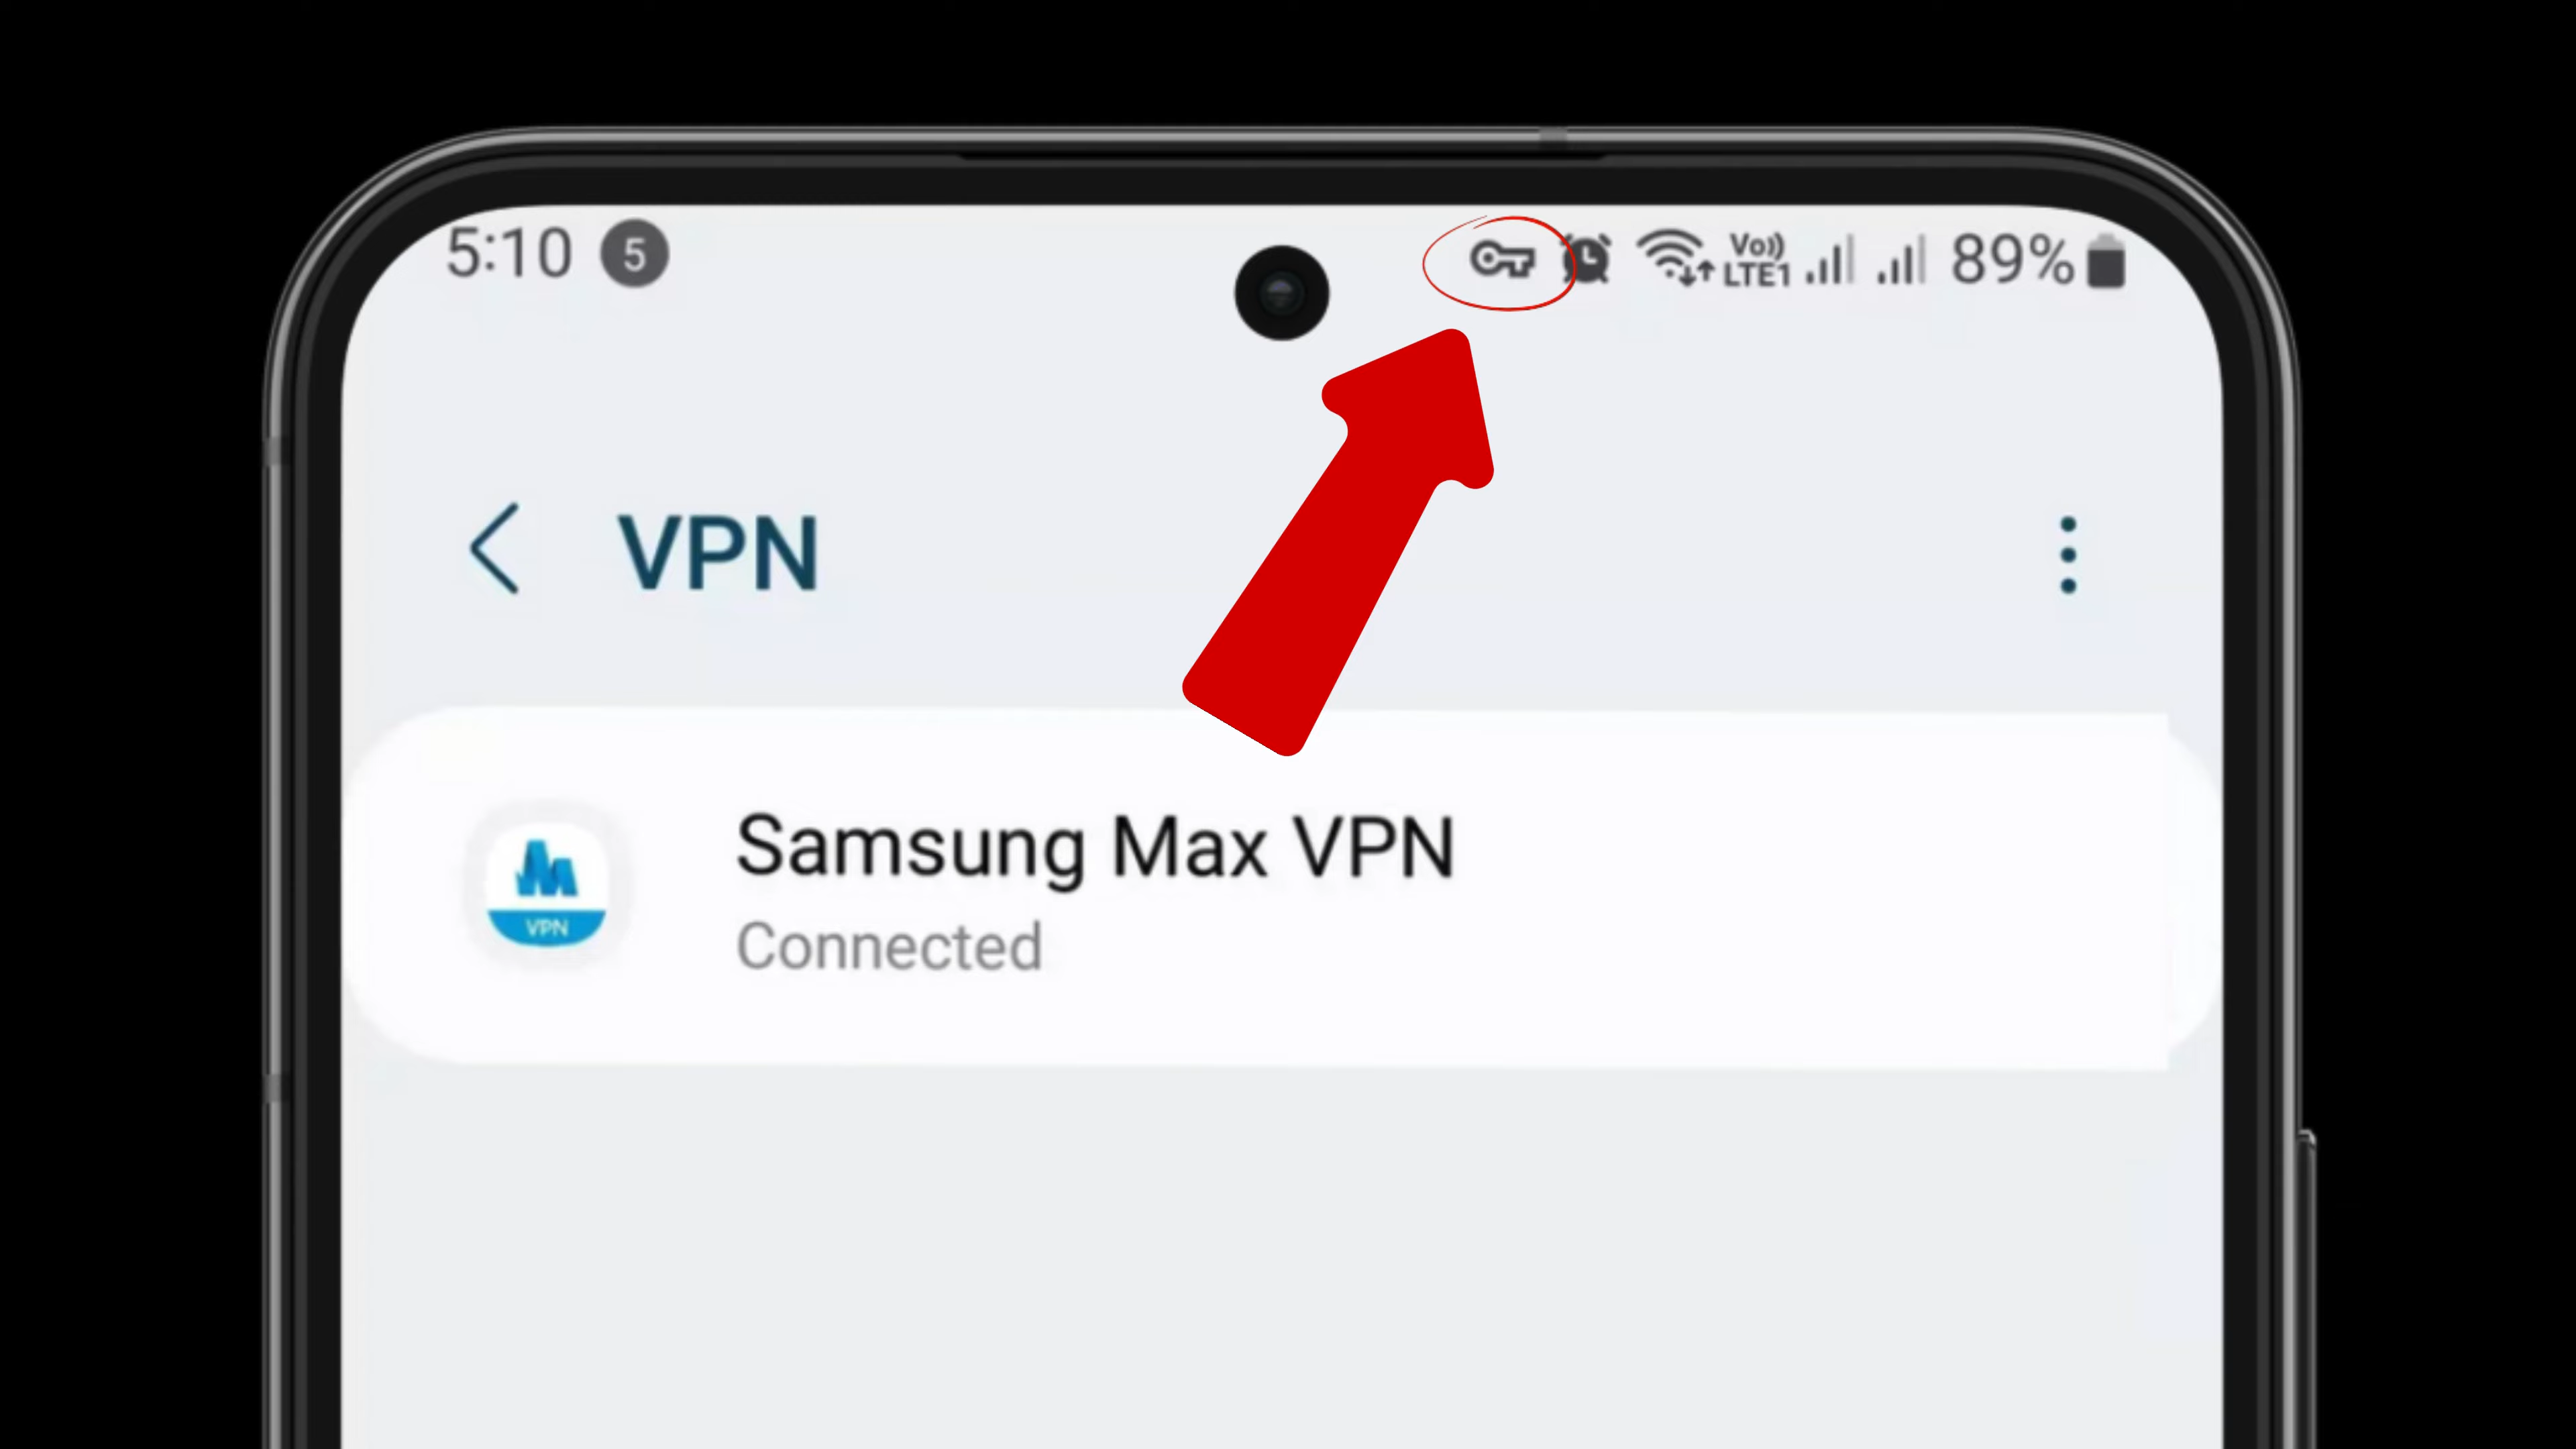 5:10 5 Vo)) LTE1 89%
VPN
Samsung Max VPN
VPN
Connected